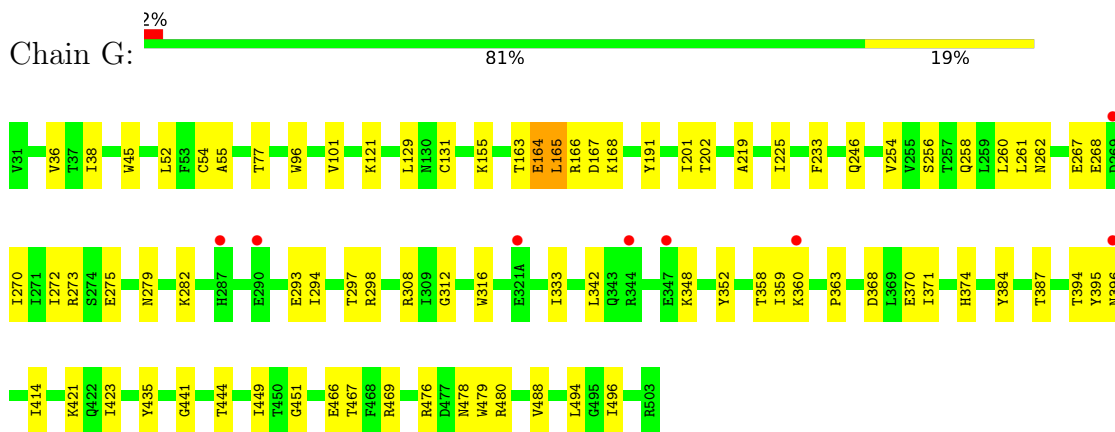 2%
Chain G:
81% 19%
V31 V36 T37 I38 W45 L52 F53 C54 A55 T77 W96 V101 K121 L129 N130 C131 K155 T163 E164 L165 R166 D167 K168 Y191 I201 T202 A219 I225 F233 Q246 V254 V255 S256 T257 Q258 L259 L260 L261 N262 E267 E268 D269
I270 I271 I272 R273 S274 E275 N279 K282 H287 E290 E293 I294 T297 R298 R308 I309 G312 W316 E321A I333 L342 Q343 R344 E347 K348 Y352 T358 I359 K360 P363 D368 L369 E370 I371 H374 Y384 T387 T394 Y395 N396
I414 K421 Q422 I423 Y435 G441 T444 I449 T450 G451 E466 T467 F468 R469 R476 D477 N478 W479 R480 V488 L494 G495 I496 R503